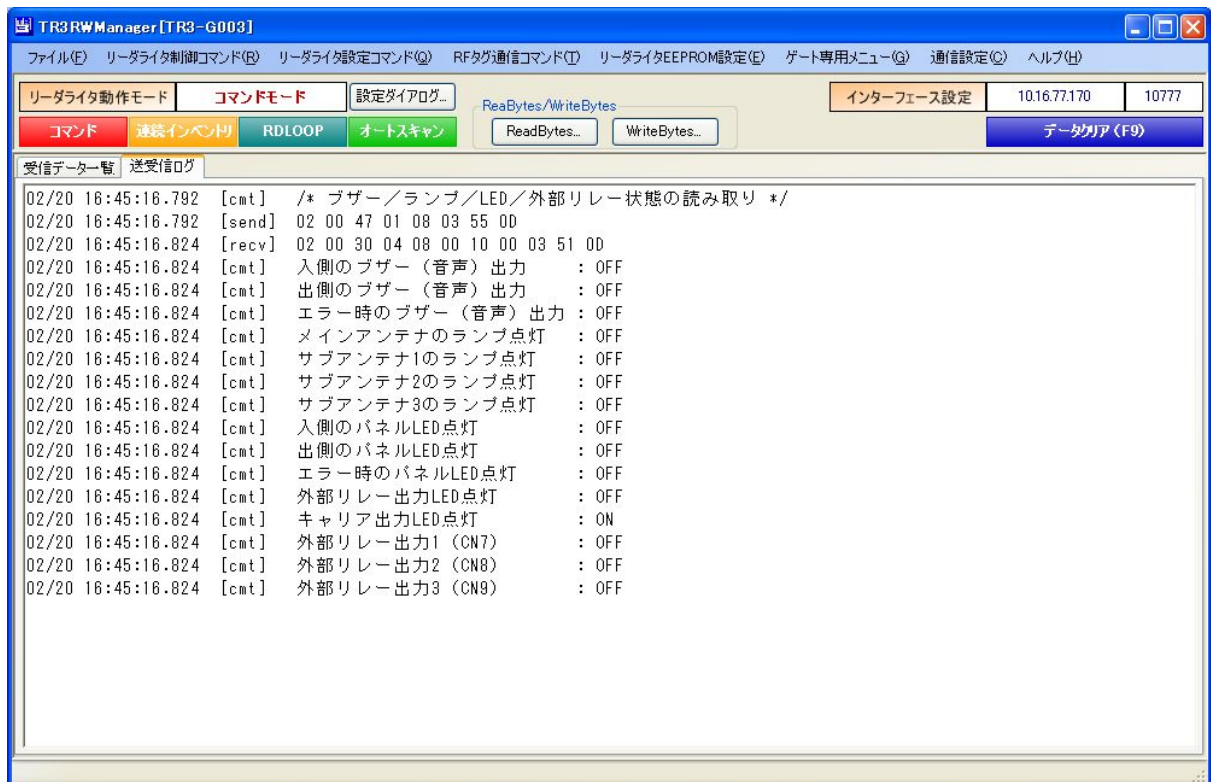 TR3RWManager[TR3-G003]
ファイル(F) リーダライタ制御コマンド(R) リーダライタ設定コマンド(Q) RFタグ通信コマンド(T) リーダライタEEPROM設定(E) ゲート専用メニュー(G) 通信設定(C) ヘルプ(H)
リーダライタ動作モード コマンドモード 設定ダイアログ... ReaBytes/WriteBytes インターフェース設定 10.16.77.170 10777
コマンド 連続インベントリ RDLOOP オートスキャン ReadBytes... WriteBytes... データクリア(F9)
受信データ一覧 送受信ログ
02/20 16:45:16.792 [cmt] /* ブザー/ランプ/LED/外部リレー状態の読み取り */
02/20 16:45:16.792 [send] 02 00 47 01 08 03 55 0D
02/20 16:45:16.824 [recv] 02 00 30 04 08 00 10 00 03 51 0D
02/20 16:45:16.824 [cmt] 入側のブザー(音声)出力 : OFF
02/20 16:45:16.824 [cmt] 出側のブザー(音声)出力 : OFF
02/20 16:45:16.824 [cmt] エラー時のブザー(音声)出力 : OFF
02/20 16:45:16.824 [cmt] メインアンテナのランプ点灯 : OFF
02/20 16:45:16.824 [cmt] サブアンテナ1のランプ点灯 : OFF
02/20 16:45:16.824 [cmt] サブアンテナ2のランプ点灯 : OFF
02/20 16:45:16.824 [cmt] サブアンテナ3のランプ点灯 : OFF
02/20 16:45:16.824 [cmt] 入側のパネルLED点灯 : OFF
02/20 16:45:16.824 [cmt] 出側のパネルLED点灯 : OFF
02/20 16:45:16.824 [cmt] エラー時のパネルLED点灯 : OFF
02/20 16:45:16.824 [cmt] 外部リレー出力LED点灯 : OFF
02/20 16:45:16.824 [cmt] キャリア出力LED点灯 : ON
02/20 16:45:16.824 [cmt] 外部リレー出力1 (CN7) : OFF
02/20 16:45:16.824 [cmt] 外部リレー出力2 (CN8) : OFF
02/20 16:45:16.824 [cmt] 外部リレー出力3 (CN9) : OFF